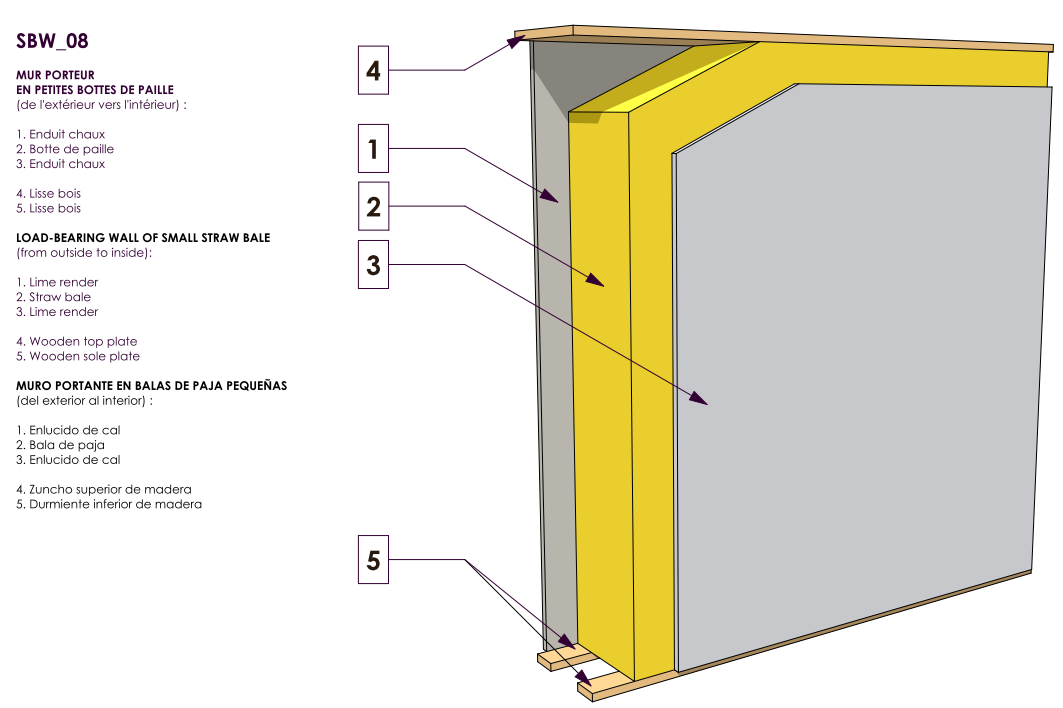 SBW_08
MUR PORTEUR
EN PETITES BOTTES DE PAILLE
(de l'extérieur vers l'intérieur) :
1. Enduit chaux
2. Botte de paille
3. Enduit chaux
4. Lisse bois
5. Lisse bois
LOAD-BEARING WALL OF SMALL STRAW BALE
(from outside to inside):
1. Lime render
2. Straw bale
3. Lime render
4. Wooden top plate
5. Wooden sole plate
MURO PORTANTE EN BALAS DE PAJA PEQUEÑAS
(del exterior al interior) :
1. Enlucido de cal
2. Bala de paja
3. Enlucido de cal
4. Zuncho superior de madera
5. Durmiente inferior de madera
4
1
2
3
5